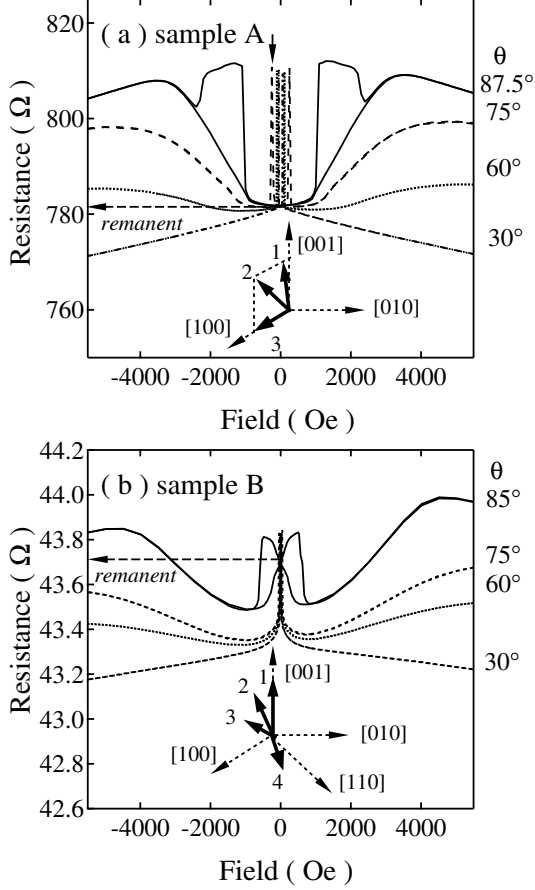 820
( a ) sample A
θ
87.5°
75°
800
60°
780
remanent
30°
1
[001]
2
760
[010]
[100]
3
Resistance ( Ω )
-4000 -2000 0 2000 4000
Field ( Oe )
44.2
( b ) sample B
θ
44.0
85°
43.8
75°
remanent
43.6
60°
43.4
43.2
30°
1
[001]
2
43.0
3
[010]
[100]
42.8
4
[110]
42.6
Resistance ( Ω )
-4000 -2000 0 2000 4000
Field ( Oe )